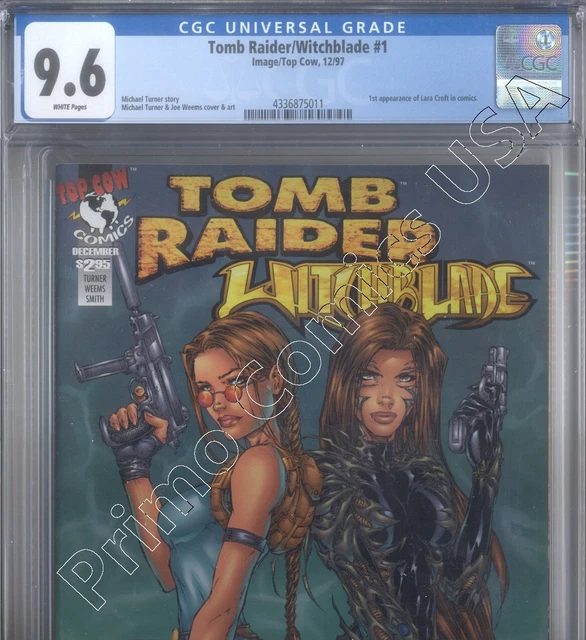 CGC UNIVERSAL GRADE
9.6
WHITE Pages
Tomb Raider/Witchblade #1
Image/Top Cow, 12/97
Michael Turner story
Michael Turner & Joe Weems cover & art
4336875011
1st appearance of Lara Croft in comics.
CGC
TOP COW
COMICS
DECEMBER
$2.95
TURNER
WEEMS
SMITH
TOMB
RAIDER
WITCHBLADE
Primo Comics USA